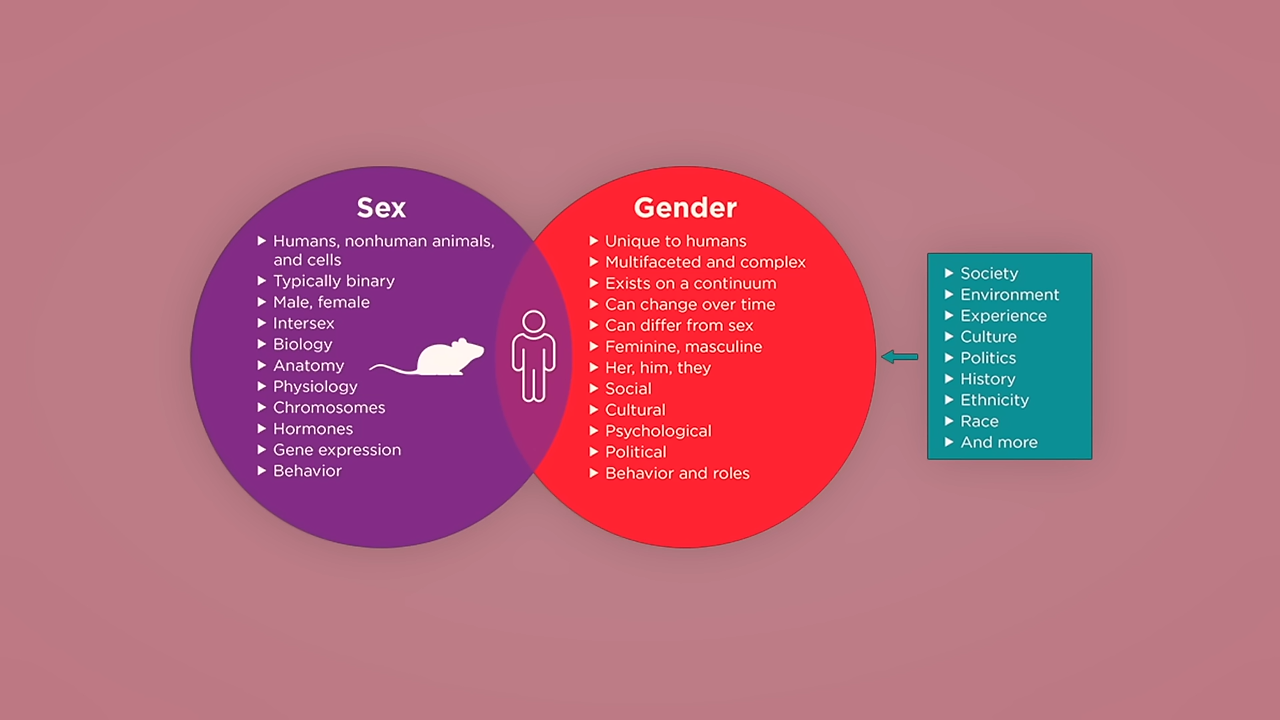 Sex
▶ Humans, nonhuman animals,
and cells
▶ Typically binary
▶ Male, female
▶ Intersex
▶ Biology
▶ Anatomy
▶ Physiology
▶ Chromosomes
▶ Hormones
▶ Gene expression
▶ Behavior
Gender
▶ Unique to humans
▶ Multifaceted and complex
▶ Exists on a continuum
▶ Can change over time
▶ Can differ from sex
▶ Feminine, masculine
▶ Her, him, they
▶ Social
▶ Cultural
▶ Psychological
▶ Political
▶ Behavior and roles
▶ Society
▶ Environment
▶ Experience
▶ Culture
▶ Politics
▶ History
▶ Ethnicity
▶ Race
▶ And more